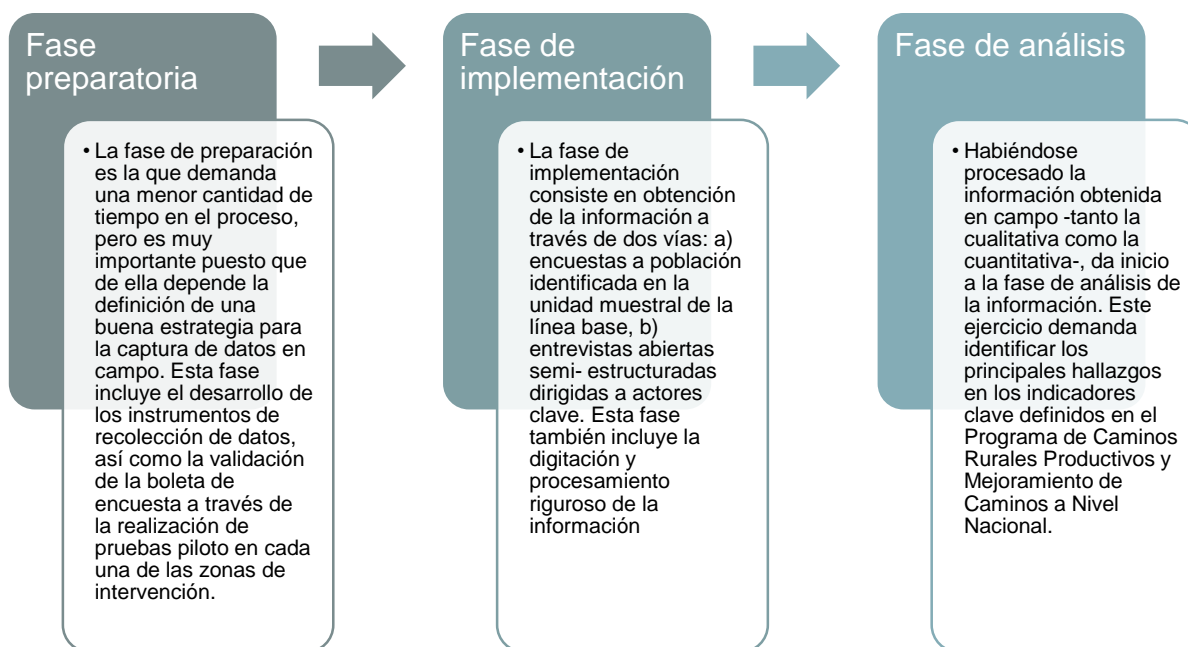 Fase
preparatoria
• La fase de preparación
es la que demanda
una menor cantidad de
tiempo en el proceso,
pero es muy
importante puesto que
de ella depende la
definición de una
buena estrategia para
la captura de datos en
campo. Esta fase
incluye el desarrollo de
los instrumentos de
recolección de datos,
así como la validación
de la boleta de
encuesta a través de
la realización de
pruebas piloto en cada
una de las zonas de
intervención.
Fase de
implementación
• La fase de
implementación
consiste en obtención
de la información a
través de dos vías: a)
encuestas a población
identificada en la
unidad muestral de la
línea base, b)
entrevistas abiertas
semi- estructuradas
dirigidas a actores
clave. Esta fase
también incluye la
digitación y
procesamiento
riguroso de la
información
Fase de análisis
• Habiéndose
procesado la
información obtenida
en campo -tanto la
cualitativa como la
cuantitativa-, da inicio
a la fase de análisis de
la información. Este
ejercicio demanda
identificar los
principales hallazgos
en los indicadores
clave definidos en el
Programa de Caminos
Rurales Productivos y
Mejoramiento de
Caminos a Nivel
Nacional.